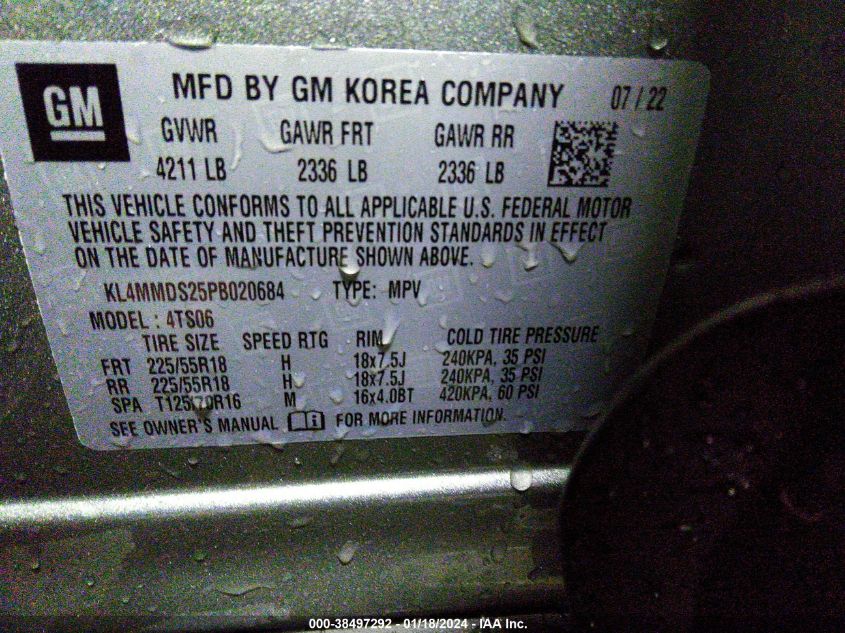 GM
MFD BY GM KOREA COMPANY 07 / 22
GVWR GAWR FRT GAWR RR
4211 LB 2336 LB 2336 LB
THIS VEHICLE CONFORMS TO ALL APPLICABLE U.S. FEDERAL MOTOR
VEHICLE SAFETY AND THEFT PREVENTION STANDARDS IN EFFECT
ON THE DATE OF MANUFACTURE SHOWN ABOVE.
KL4MMDS25PB020684 TYPE: MPV
MODEL : 4TS06
TIRE SIZE SPEED RTG RIM COLD TIRE PRESSURE
FRT 225/55R18 H 18x7.5J 240KPA, 35 PSI
RR 225/55R18 H 18x7.5J 240KPA, 35 PSI
SPA T125/70R16 M 16x4.0BT 420KPA, 60 PSI
SEE OWNER'S MANUAL i FOR MORE INFORMATION.
000-38497292 - 01/18/2024 - IAA Inc.